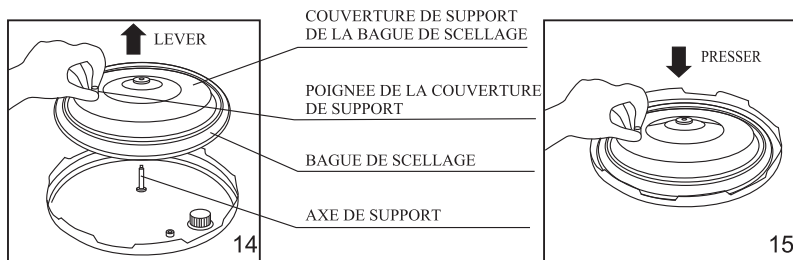 LEVER
COUVERTURE DE SUPPORT
DE LA BAGUE DE SCELLAGE
POIGNEE DE LA COUVERTURE
DE SUPPORT
BAGUE DE SCELLAGE
AXE DE SUPPORT
14
PRESSER
15